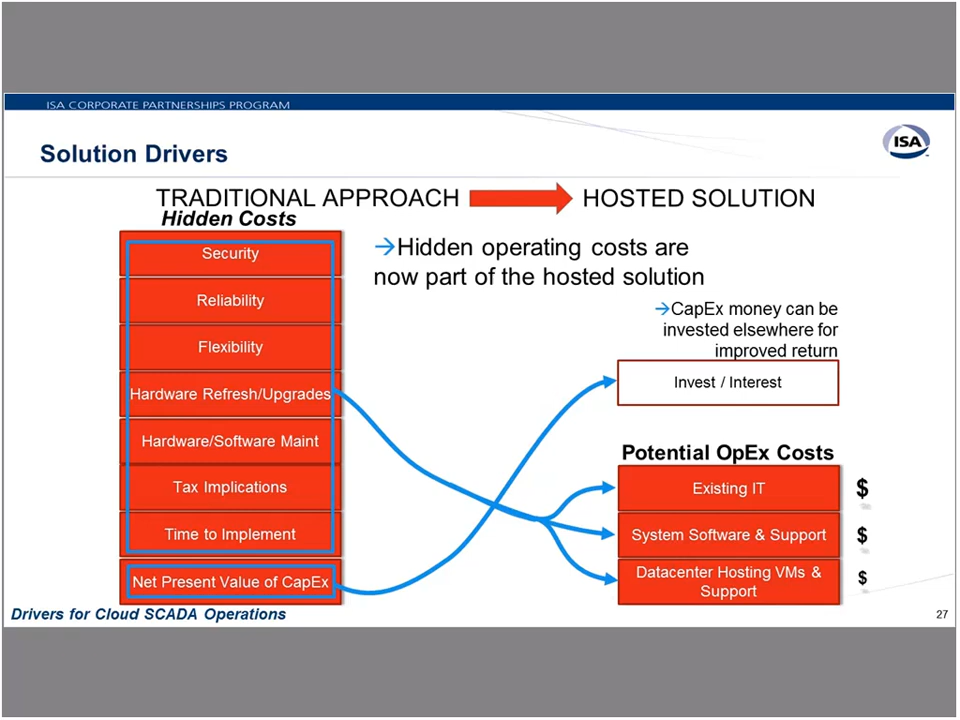 ISA CORPORATE PARTNERSHIPS PROGRAM
Solution Drivers
ISA
TRADITIONAL APPROACH
HOSTED SOLUTION
Hidden Costs
Security
Reliability
Flexibility
Hardware Refresh/Upgrades
Hardware/Software Maint
Tax Implications
Time to Implement
Net Present Value of CapEx
→Hidden operating costs are
now part of the hosted solution
→CapEx money can be
invested elsewhere for
improved return
Invest / Interest
Potential OpEx Costs
Existing IT
$
System Software & Support
$
Datacenter Hosting VMs &
Support
$
Drivers for Cloud SCADA Operations
27